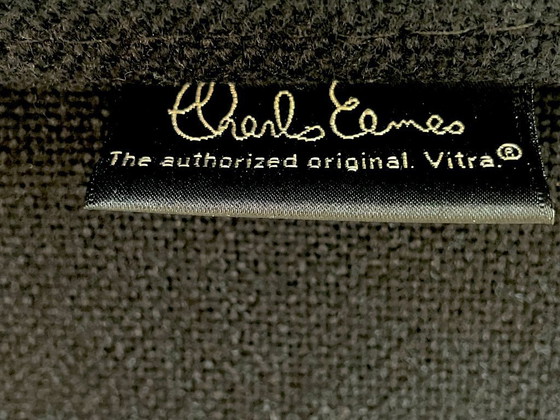 Charles Eames
The authorized original. Vitra.®